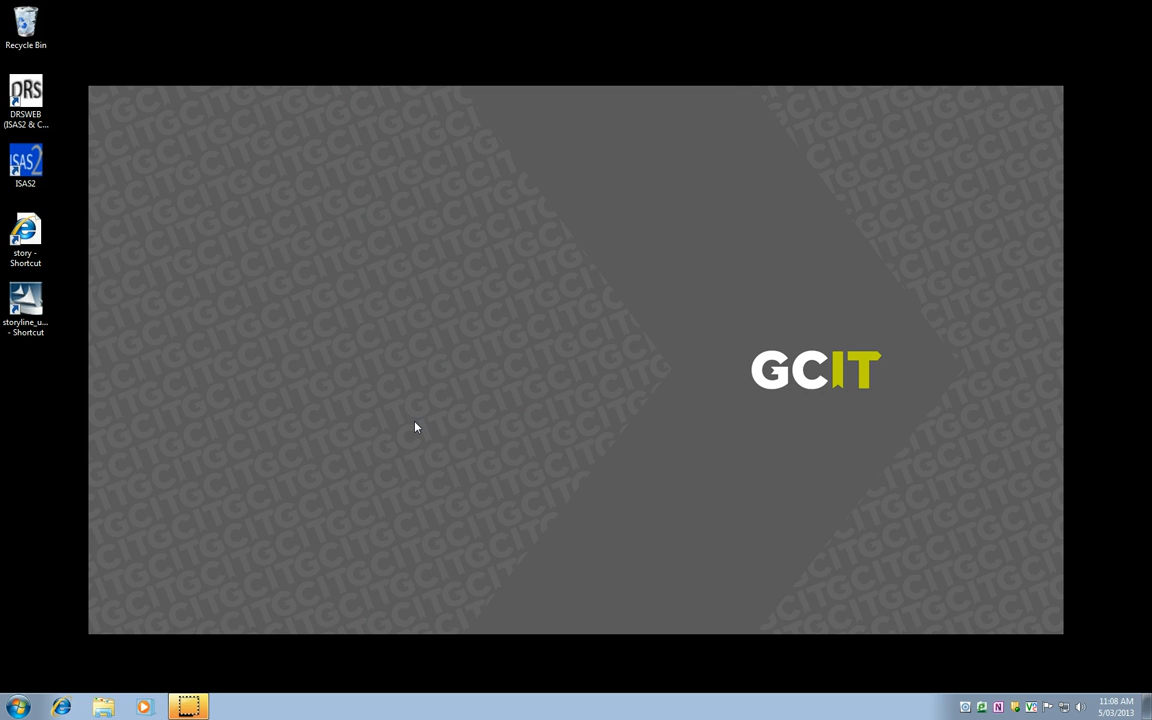 Recycle Bin
DRS
DRSWEB
(ISAS2 & C...
ISAS2
ISAS2
story -
Shortcut
storyline_u...
- Shortcut
GCIT
11:08 AM
5/03/2013